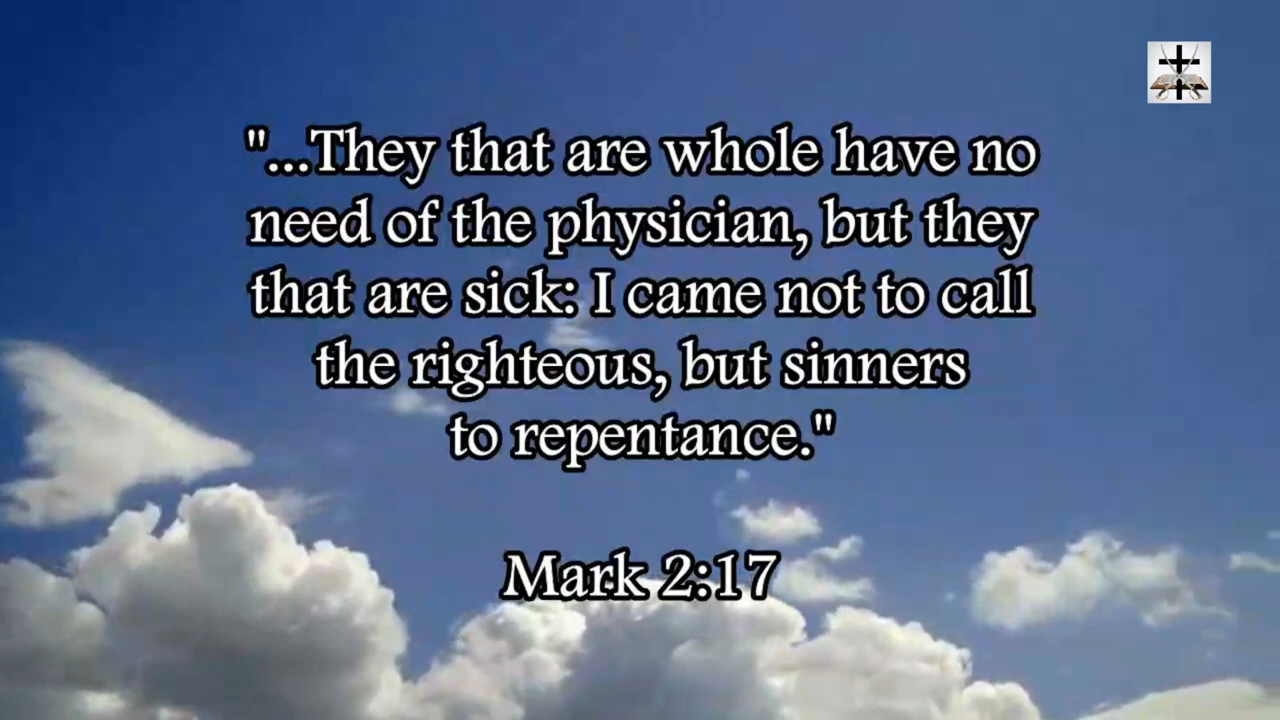 "...They that are whole have no
need of the physician, but they
that are sick: I came not to call
the righteous, but sinners
to repentance."
Mark 2:17